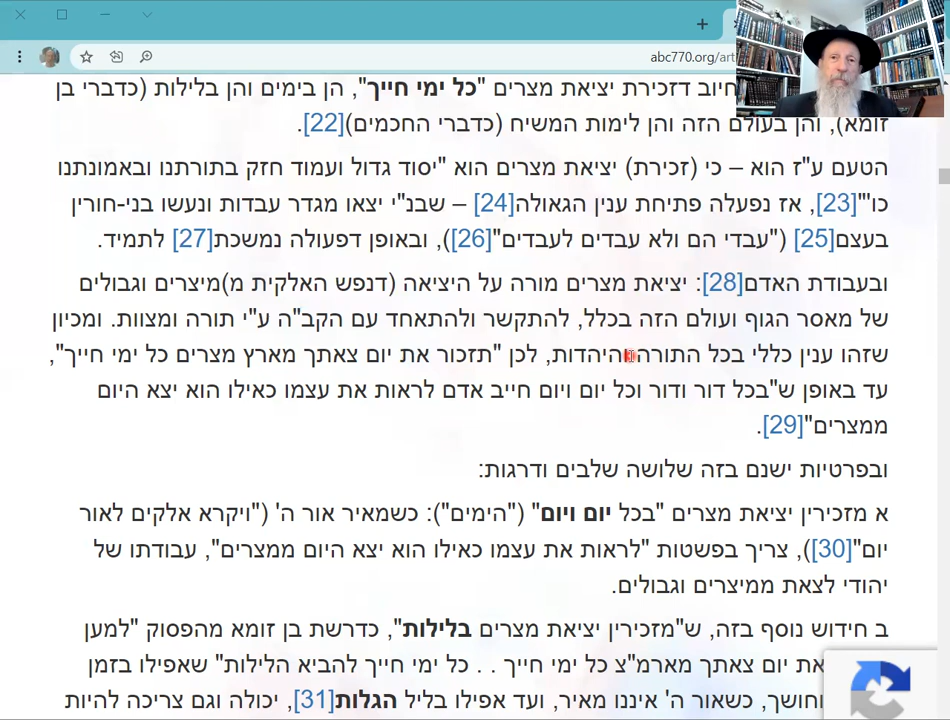 abc770.org/art
חיוב דזכירת יציאת מצרים "כל ימי חייך", הן בימים והן בלילות (כדברי בן
זומא), והן בעולם הזה והן לימות המשיח (כדברי החכמים)[22].
הטעם ע"ז הוא – כי (זכירת) יציאת מצרים הוא "יסוד גדול ועמוד חזק בתורתנו ובאמונתנו
כו'"[23], אז נפעלה פתיחת ענין הגאולה[24] – שבנ"י יצאו מגדר עבדות ונעשו בני-חורין
בעצם[25] ("עבדי הם ולא עבדים לעבדים"[26]), ובאופן דפעולה נמשכת[27] לתמיד.
ובעבודת האדם[28]: יציאת מצרים מורה על היציאה (דנפש האלקית מ)מיצרים וגבולים
של מאסר הגוף ועולם הזה בכלל, להתקשר ולהתאחד עם הקב"ה ע"י תורה ומצוות. ומכיון
שזהו ענין כללי בכל התורה והיהדות, לכן "תזכור את יום צאתך מארץ מצרים כל ימי חייך",
עד באופן ש"בכל דור ודור וכל יום ויום חייב אדם לראות את עצמו כאילו הוא יצא היום
ממצרים"[29].
ובפרטיות ישנם בזה שלושה שלבים ודרגות:
א מזכירין יציאת מצרים "בכל יום ויום" ("הימים"): כשמאיר אור ה' ("ויקרא אלקים לאור
יום"[30]), צריך בפשטות "לראות את עצמו כאילו הוא יצא היום ממצרים", עבודתו של
יהודי לצאת ממיצרים וגבולים.
ב חידוש נוסף בזה, ש"מזכירין יציאת מצרים בלילות", כדרשת בן זומא מהפסוק "למען
את יום צאתך מארמ"צ כל ימי חייך . . כל ימי חייך להביא הלילות" שאפילו בזמן
וחושך, כשאור ה' איננו מאיר, ועד אפילו בליל הגלות[31], יכולה וגם צריכה להיות